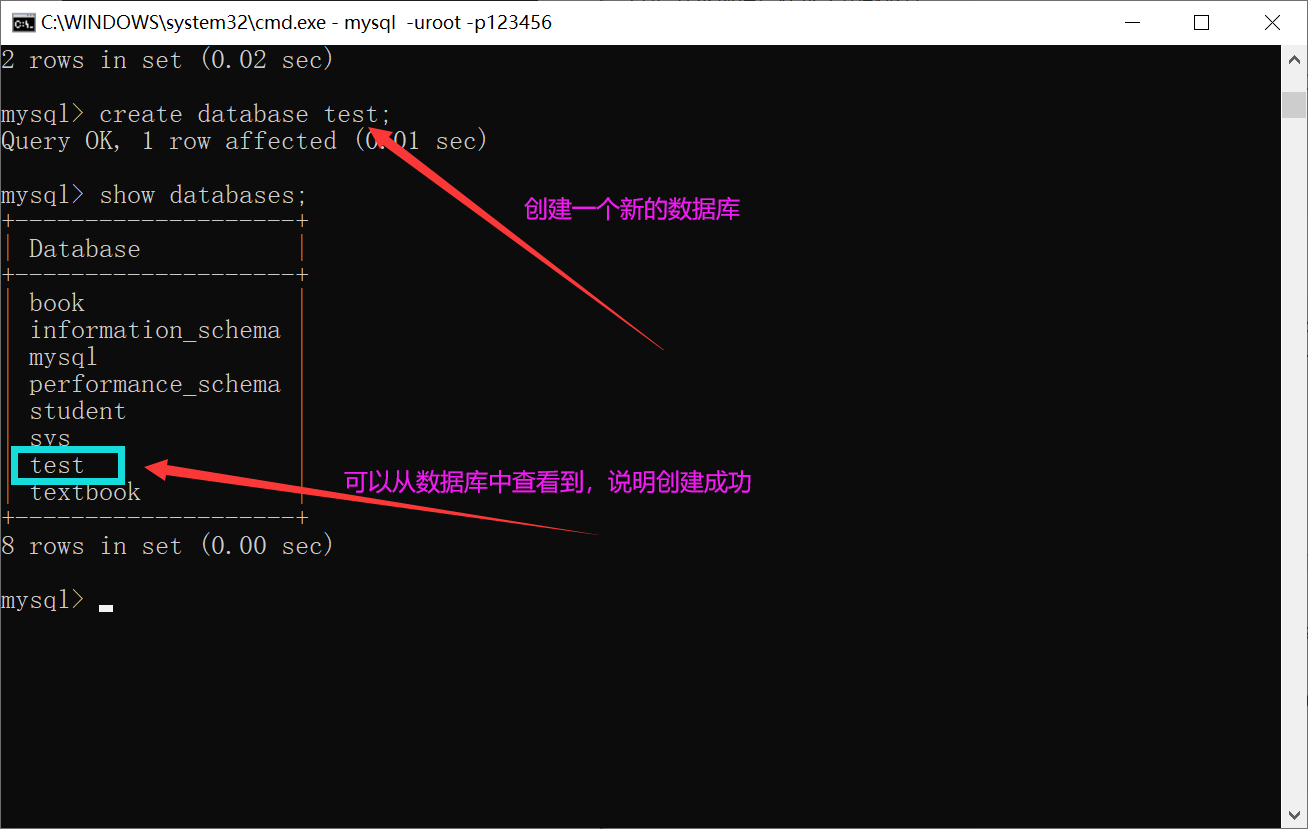 C:\WINDOWS\system32\cmd.exe - mysql  -uroot -p123456
2 rows in set (0.02 sec)
mysql> create database test;
Query OK, 1 row affected (0.01 sec)
mysql> show databases;
创建一个新的数据库
+--------------------+
| Database           |
+--------------------+
| book               |
| information_schema |
| mysql              |
| performance_schema |
| student            |
| sys                |
| test               |
可以从数据库中查看到，说明创建成功
| textbook           |
+--------------------+
8 rows in set (0.00 sec)
mysql>